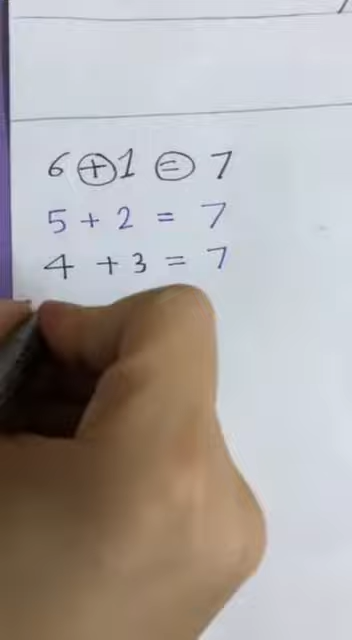 6 + 1 = 7
5 + 2 = 7
4 + 3 = 7